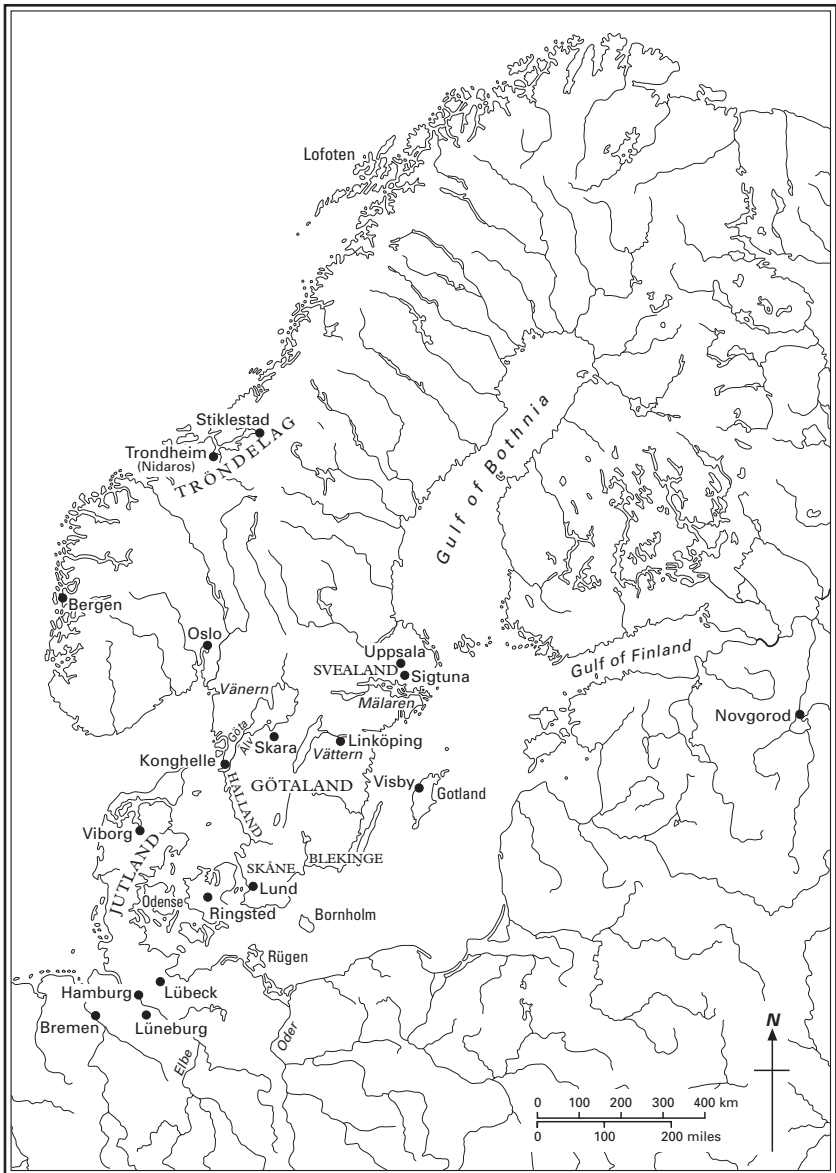 Lofoten
Stiklestad
Trondheim
(Nidaros)
TRÖNDELAG
Gulf of Bothnia
Bergen
Oslo
Uppsala
SVEALAND
Sigtuna
Gulf of Finland
Vänern
Mälaren
Novgorod
Göta
Älv
Skara
Linköping
Vättern
Konghelle
GÖTALAND
Visby
Gotland
HALLAND
Viborg
JUTLAND
BLEKINGE
SKÅNE
Lund
Odense
Ringsted
Bornholm
Rügen
Hamburg
Lübeck
Bremen
Lüneburg
Elbe
Oder
N
0 100 200 300 400 km
0 100 200 miles